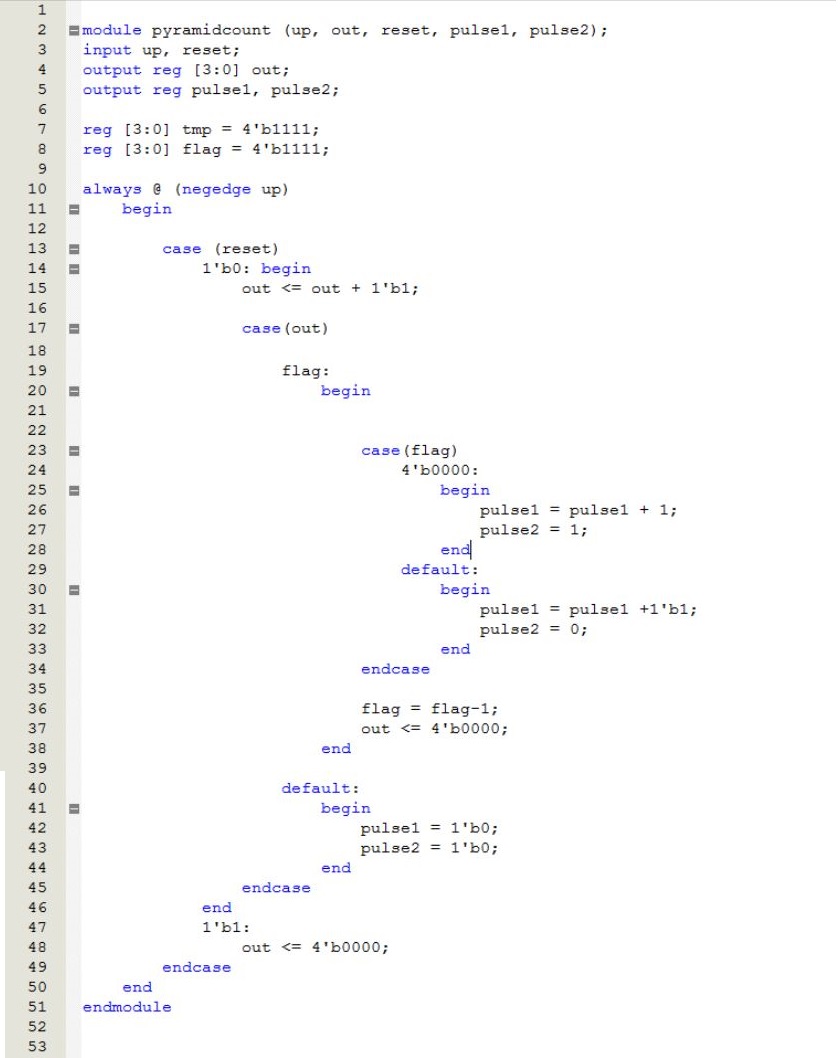 1
2 module pyramidcount (up, out, reset, pulse1, pulse2);
3 input up, reset;
4 output reg [3:0] out;
5 output reg pulse1, pulse2;
6
7 reg [3:0] tmp = 4'b1111;
8 reg [3:0] flag = 4'b1111;
9
10 always @ (negedge up)
11 begin
12
13 case (reset)
14 1'b0: begin
15 out <= out + 1'b1;
16
17 case(out)
18
19 flag:
20 begin
21
22
23 case(flag)
24 4'b0000:
25 begin
26 pulse1 = pulse1 + 1;
27 pulse2 = 1;
28 end
29 default:
30 begin
31 pulse1 = pulse1 +1'b1;
32 pulse2 = 0;
33 end
34 endcase
35
36 flag = flag-1;
37 out <= 4'b0000;
38 end
39
40 default:
41 begin
42 pulse1 = 1'b0;
43 pulse2 = 1'b0;
44 end
45 endcase
46 end
47 1'b1:
48 out <= 4'b0000;
49 endcase
50 end
51 endmodule
52
53